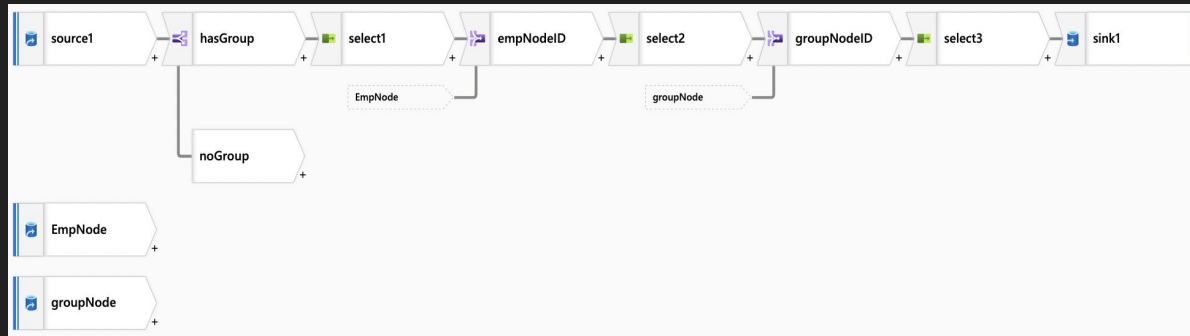 source1
hasGroup
select1
empNodeID
select2
groupNodeID
select3
sink1
EmpNode
groupNode
noGroup
EmpNode
groupNode